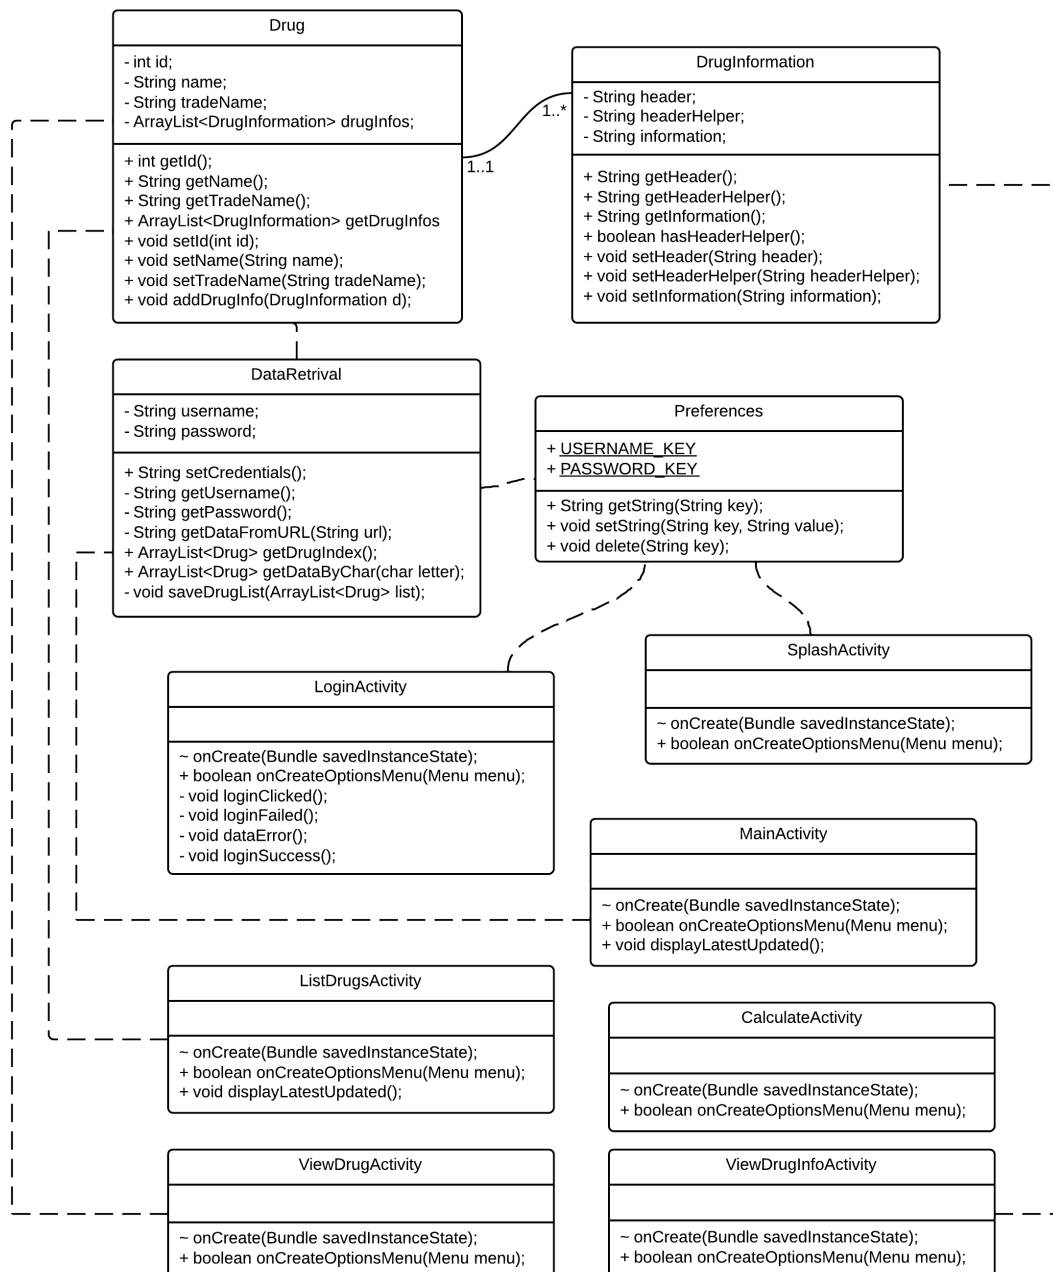 Drug
- int id;
- String name;
- String tradeName;
- ArrayList<DrugInformation> drugInfos;
+ int getId();
+ String getName();
+ String getTradeName();
+ ArrayList<DrugInformation> getDrugInfos
+ void setId(int id);
+ void setName(String name);
+ void setTradeName(String tradeName);
+ void addDrugInfo(DrugInformation d);
1..1
1..*
DrugInformation
- String header;
- String headerHelper;
- String information;
+ String getHeader();
+ String getHeaderHelper();
+ String getInformation();
+ boolean hasHeaderHelper();
+ void setHeader(String header);
+ void setHeaderHelper(String headerHelper);
+ void setInformation(String information);
DataRetrival
- String username;
- String password;
+ String setCredentials();
- String getUsername();
- String getPassword();
- String getDataFromURL(String url);
+ ArrayList<Drug> getDrugIndex();
+ ArrayList<Drug> getDataByChar(char letter);
- void saveDrugList(ArrayList<Drug> list);
Preferences
+ USERNAME_KEY
+ PASSWORD_KEY
+ String getString(String key);
+ void setString(String key, String value);
+ void delete(String key);
SplashActivity
~ onCreate(Bundle savedInstanceState);
+ boolean onCreateOptionsMenu(Menu menu);
LoginActivity
~ onCreate(Bundle savedInstanceState);
+ boolean onCreateOptionsMenu(Menu menu);
- void loginClicked();
- void loginFailed();
- void dataError();
- void loginSuccess();
MainActivity
~ onCreate(Bundle savedInstanceState);
+ boolean onCreateOptionsMenu(Menu menu);
+ void displayLatestUpdated();
ListDrugsActivity
~ onCreate(Bundle savedInstanceState);
+ boolean onCreateOptionsMenu(Menu menu);
+ void displayLatestUpdated();
CalculateActivity
~ onCreate(Bundle savedInstanceState);
+ boolean onCreateOptionsMenu(Menu menu);
ViewDrugActivity
~ onCreate(Bundle savedInstanceState);
+ boolean onCreateOptionsMenu(Menu menu);
ViewDrugInfoActivity
~ onCreate(Bundle savedInstanceState);
+ boolean onCreateOptionsMenu(Menu menu);